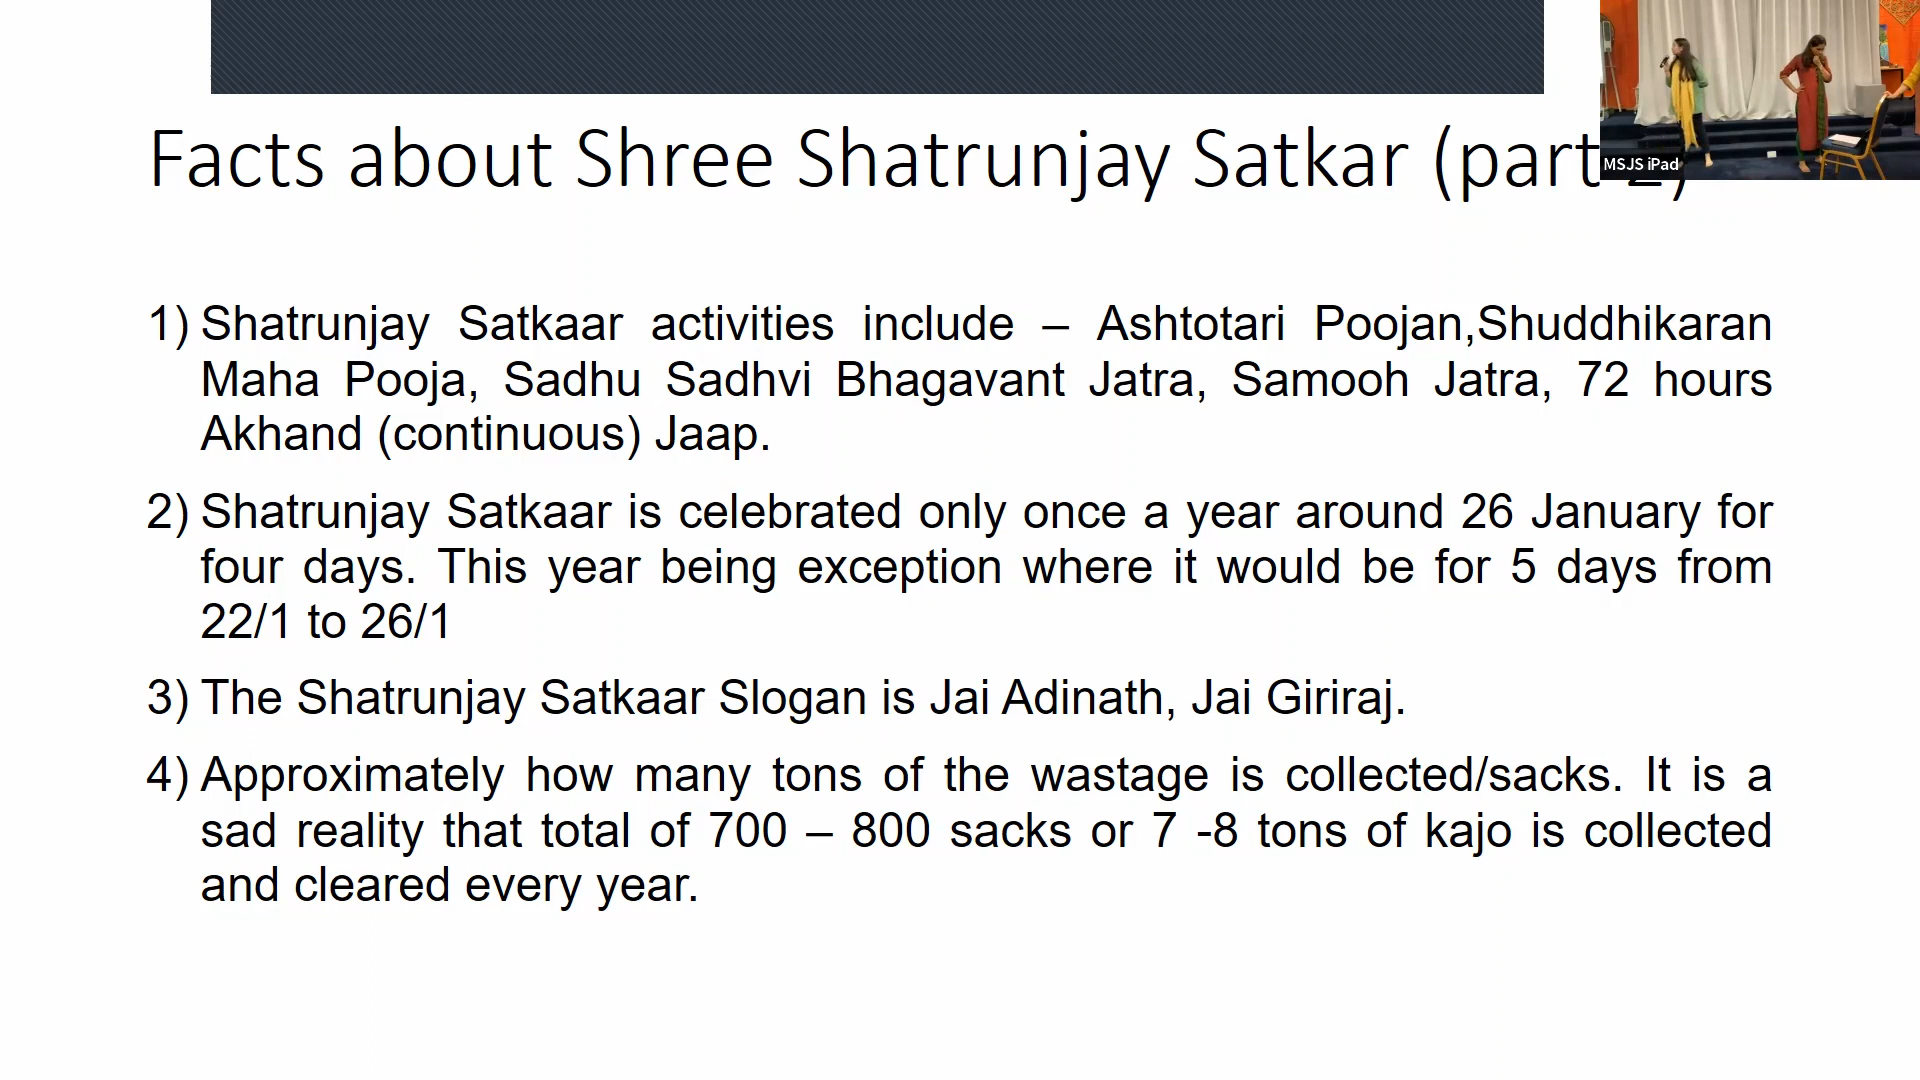 Facts about Shree Shatrunjay Satkar (part 2)
MSJS iPad
1) Shatrunjay Satkaar activities include – Ashtotari Poojan,Shuddhikaran
Maha Pooja, Sadhu Sadhvi Bhagavant Jatra, Samooh Jatra, 72 hours
Akhand (continuous) Jaap.
2) Shatrunjay Satkaar is celebrated only once a year around 26 January for
four days. This year being exception where it would be for 5 days from
22/1 to 26/1
3) The Shatrunjay Satkaar Slogan is Jai Adinath, Jai Giriraj.
4) Approximately how many tons of the wastage is collected/sacks. It is a
sad reality that total of 700 – 800 sacks or 7 -8 tons of kajo is collected
and cleared every year.